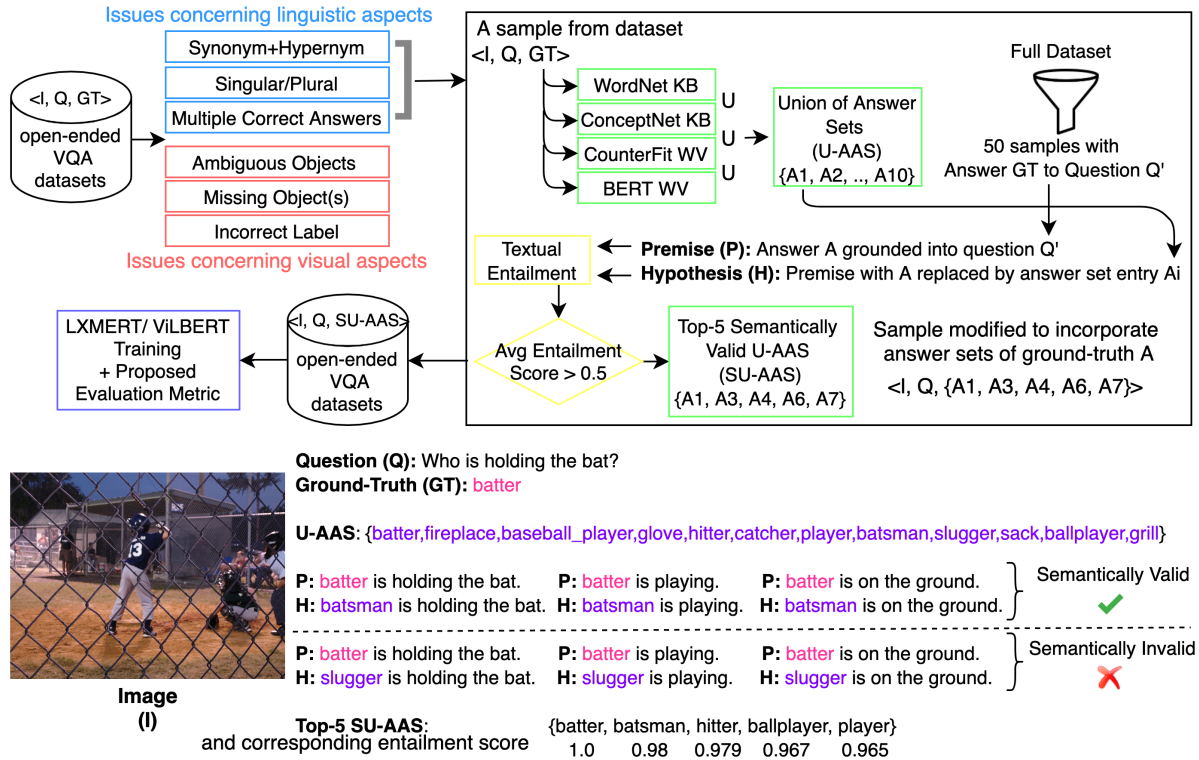 Issues concerning linguistic aspects
Synonym+Hypernym
Singular/Plural
Multiple Correct Answers
<I, Q, GT>
open-ended
VQA
datasets
Ambiguous Objects
Missing Object(s)
Incorrect Label
Issues concerning visual aspects
A sample from dataset
<I, Q, GT>
WordNet KB
U
ConceptNet KB
U
CounterFit WV
U
BERT WV
Union of Answer
Sets
(U-AAS)
{A1, A2, .., A10}
Full Dataset
50 samples with
Answer GT to Question Q'
Textual
Entailment
Premise (P): Answer A grounded into question Q'
Hypothesis (H): Premise with A replaced by answer set entry Ai
LXMERT/ ViLBERT
Training
+ Proposed
Evaluation Metric
<I, Q, SU-AAS>
open-ended
VQA
datasets
Avg Entailment
Score > 0.5
Top-5 Semantically
Valid U-AAS
(SU-AAS)
{A1, A3, A4, A6, A7}
Sample modified to incorporate
answer sets of ground-truth A
<I, Q, {A1, A3, A4, A6, A7}>
Question (Q): Who is holding the bat?
Ground-Truth (GT): batter
U-AAS: {batter,fireplace,baseball_player,glove,hitter,catcher,player,batsman,slugger,sack,ballplayer,grill}
P: batter is holding the bat. P: batter is playing. P: batter is on the ground.
H: batsman is holding the bat. H: batsman is playing. H: batsman is on the ground.
Semantically Valid
P: batter is holding the bat. P: batter is playing. P: batter is on the ground.
H: slugger is holding the bat. H: slugger is playing. H: slugger is on the ground.
Semantically Invalid
23
Image
(I)
Top-5 SU-AAS: {batter, batsman, hitter, ballplayer, player}
and corresponding entailment score 1.0 0.98 0.979 0.967 0.965